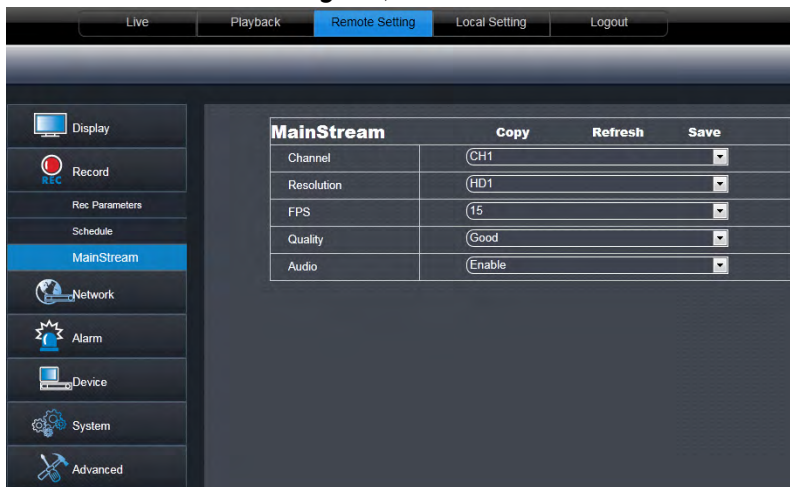 Live Playback Remote Setting Local Setting Logout
Display
REC Record
Rec Parameters
Schedule
MainStream
Network
Alarm
Device
System
Advanced
MainStream Copy Refresh Save
Channel CH1
Resolution HD1
FPS 15
Quality Good
Audio Enable